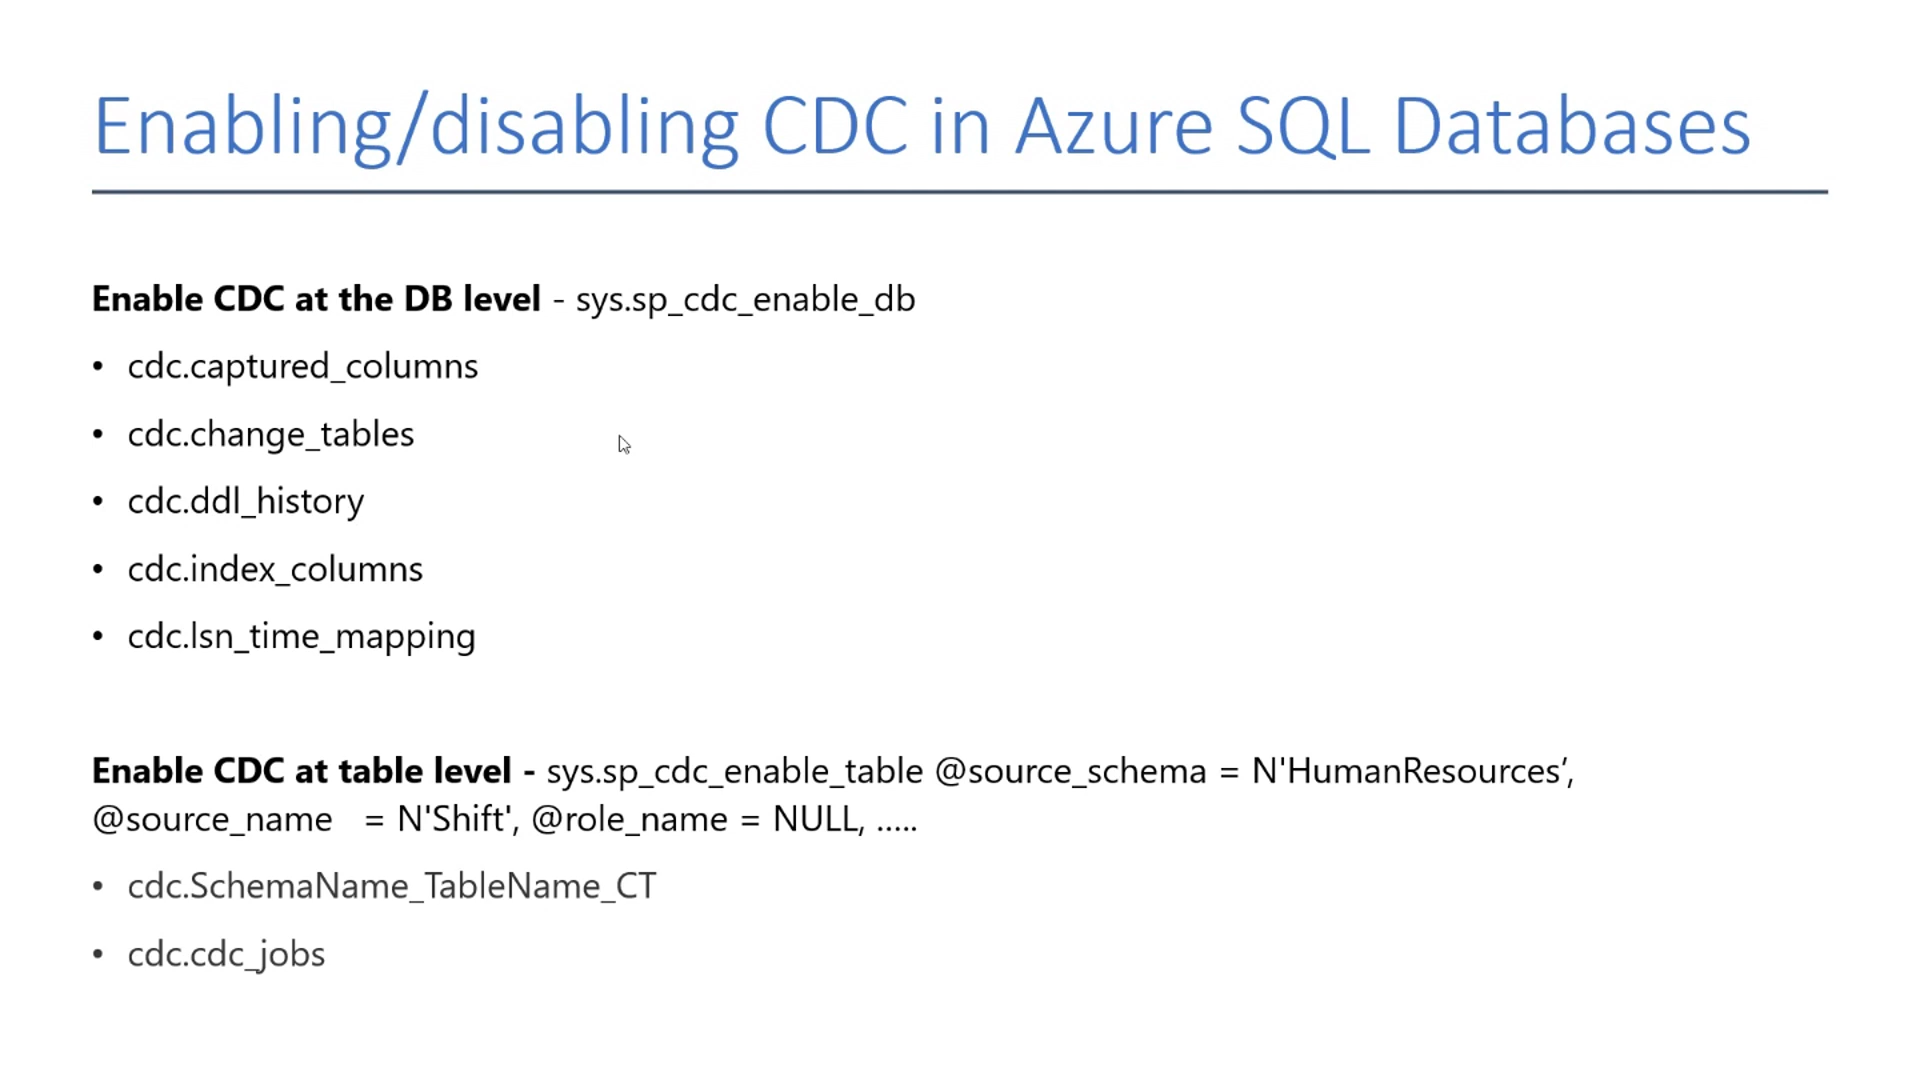 Enabling/disabling CDC in Azure SQL Databases
Enable CDC at the DB level - sys.sp_cdc_enable_db
• cdc.captured_columns
• cdc.change_tables
• cdc.ddl_history
• cdc.index_columns
• cdc.lsn_time_mapping
Enable CDC at table level - sys.sp_cdc_enable_table @source_schema = N'HumanResources’,
@source_name   = N'Shift', @role_name = NULL, …..
• cdc.SchemaName_TableName_CT
• cdc.cdc_jobs